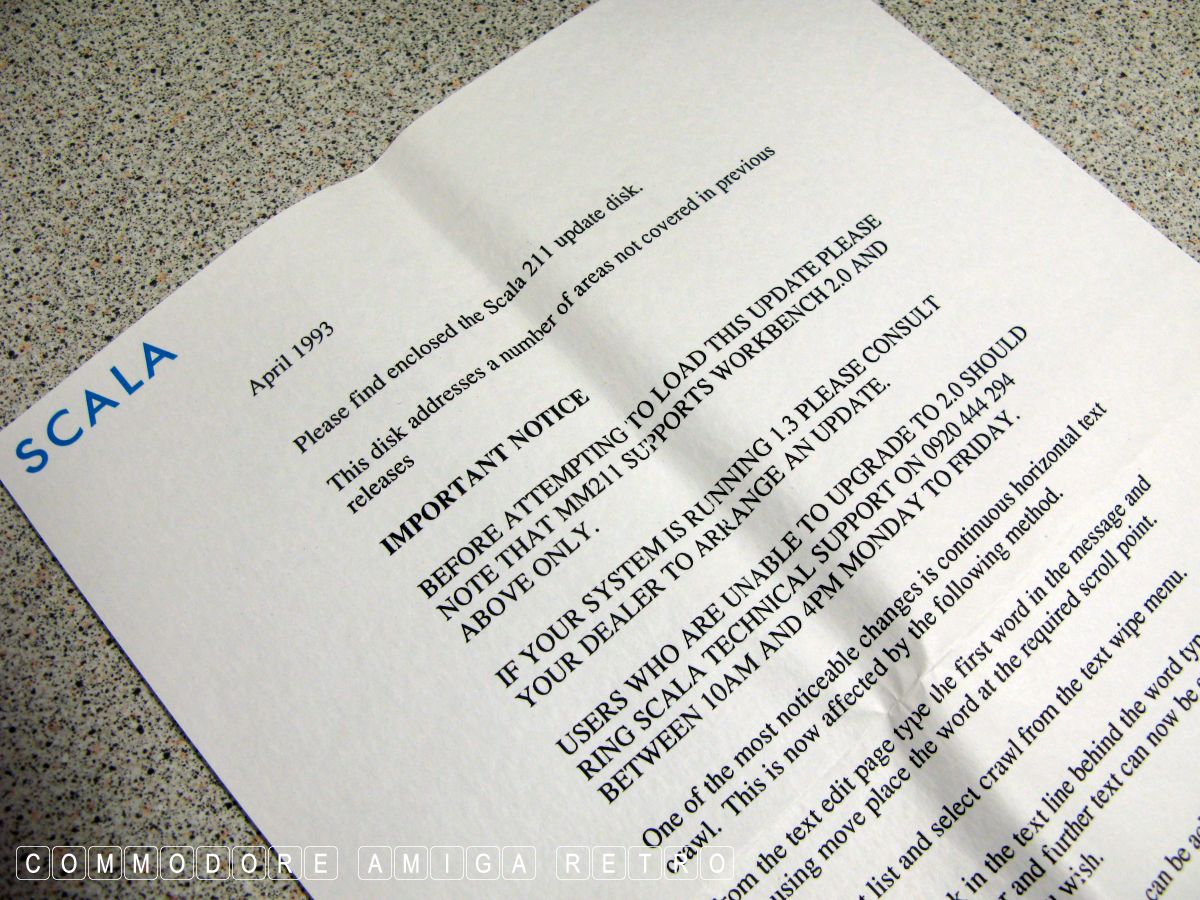 SCALA
April 1993
Please find enclosed the Scala 211 update disk.
This disk addresses a number of areas not covered in previous
releases
IMPORTANT NOTICE
BEFORE ATTEMPTING TO LOAD THIS UPDATE PLEASE
NOTE THAT MM211 SUPPORTS WORKBENCH 2.0 AND
ABOVE ONLY.
IF YOUR SYSTEM IS RUNNING 1.3 PLEASE CONSULT
YOUR DEALER TO ARRANGE AN UPDATE.
USERS WHO ARE UNABLE TO UPGRADE TO 2.0 SHOULD
RING SCALA TECHNICAL SUPPORT ON 0920 444 294
BETWEEN 10AM AND 4PM MONDAY TO FRIDAY.
One of the most noticeable changes is continuous horizontal text
crawl. This is now affected by the following method.
from the text edit page type the first word in the message and
using move place the word at the required scroll point.
list and select crawl from the text wipe menu.
in the text line behind the word
and further text can now be
wish.
can be
COMMODORE AMIGA RETRO